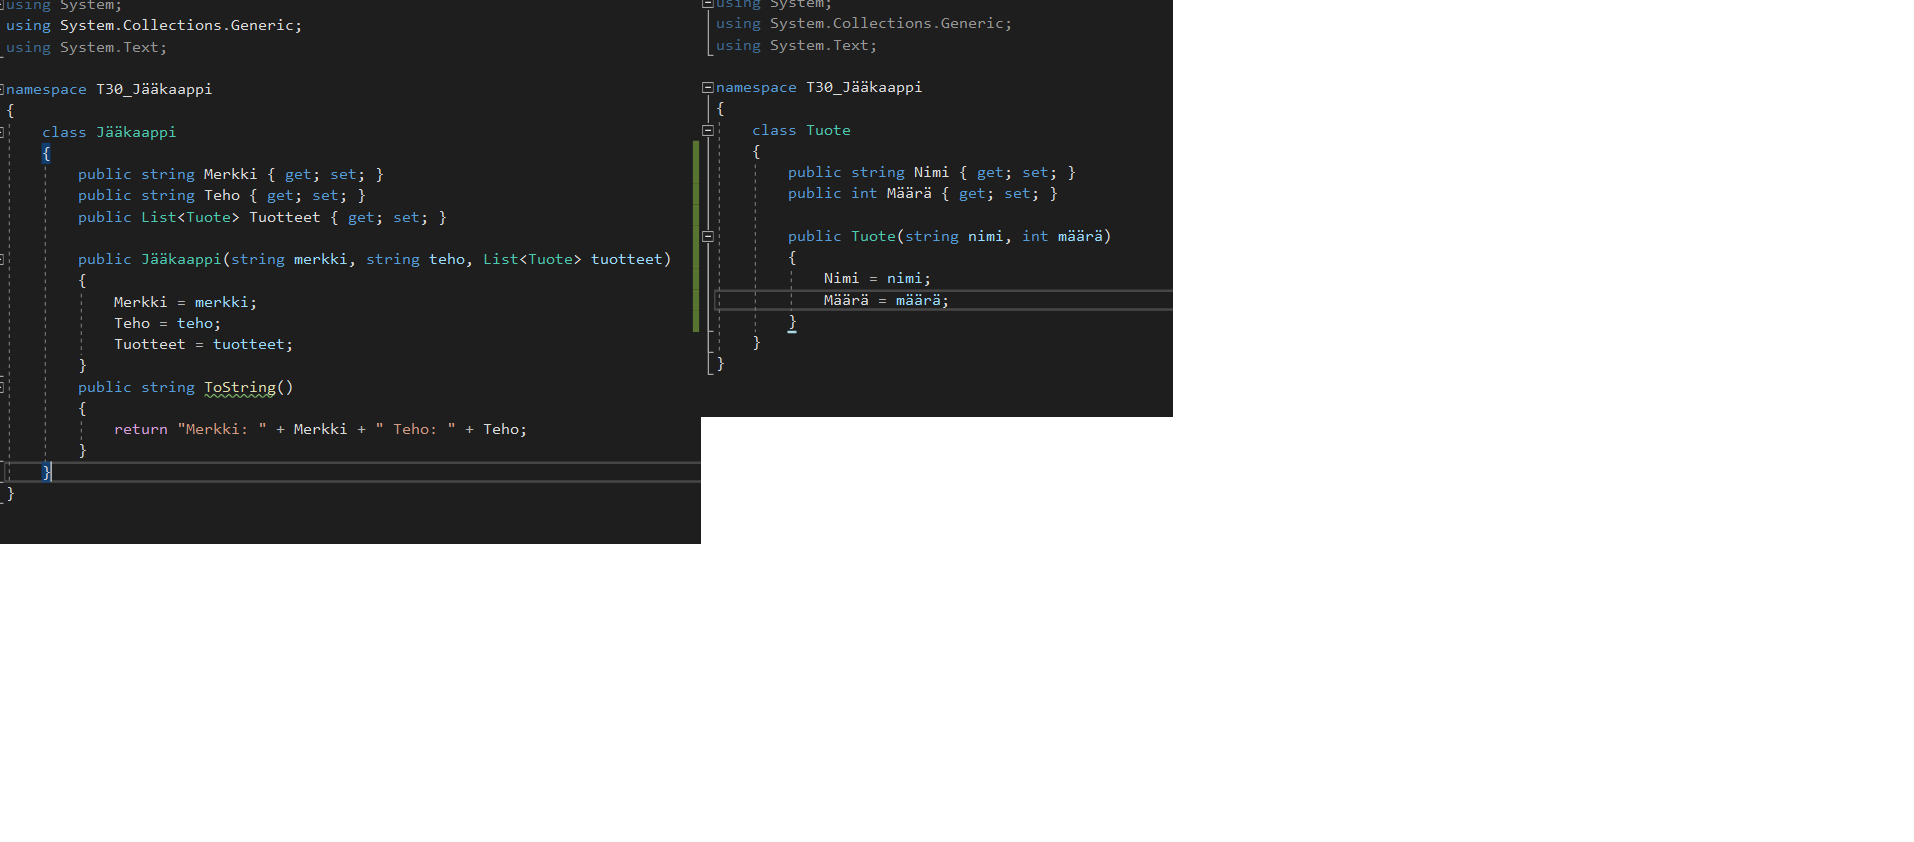 using System;
using System.Collections.Generic;
using System.Text;
namespace T30_Jääkaappi
{
class Jääkaappi
{
public string Merkki { get; set; }
public string Teho { get; set; }
public List<Tuote> Tuotteet { get; set; }
public Jääkaappi(string merkki, string teho, List<Tuote> tuotteet)
{
Merkki = merkki;
Teho = teho;
Tuotteet = tuotteet;
}
public string ToString()
{
return "Merkki: " + Merkki + " Teho: " + Teho;
}
}
}
using System;
using System.Collections.Generic;
using System.Text;
namespace T30_Jääkaappi
{
class Tuote
{
public string Nimi { get; set; }
public int Määrä { get; set; }
public Tuote(string nimi, int määrä)
{
Nimi = nimi;
Määrä = määrä;
}
}
}